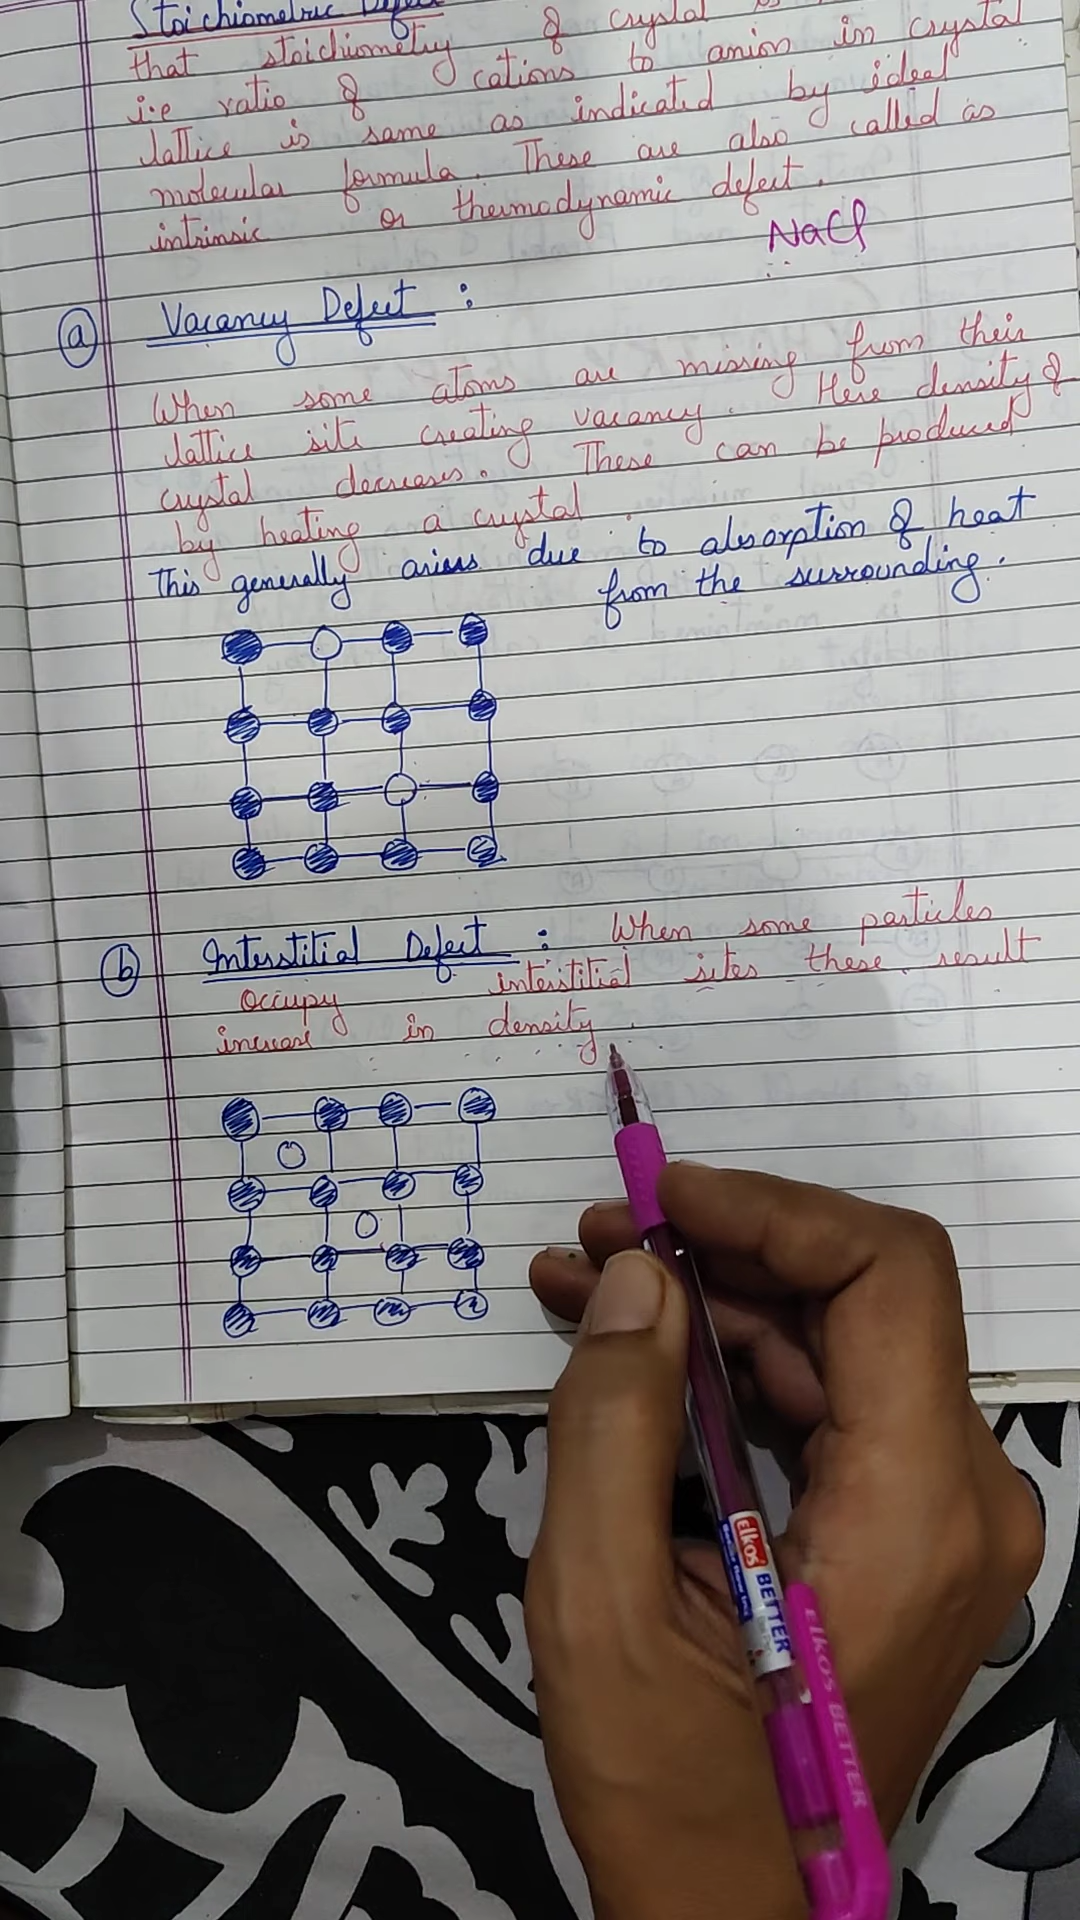 Stoichiometric Defect
that stoichiometry of crystal is
i.e ratio of cations to anion in crystal
lattice is same as indicated by ideal
molecular formula. These are also called as
intrinsic or thermodynamic defect.
NaCl
(a) Vacancy Defect :
When some atoms are missing from their
lattice site creating vacancy. Here density of
crystal decreases. These can be produced
by heating a crystal.
This generally arises due to absorption of heat
from the surrounding.
(b) Interstitial Defect : When some particles
occupy interstitial sites these result
increase in density.
Elkos
BETTER
ELKOS BETTER